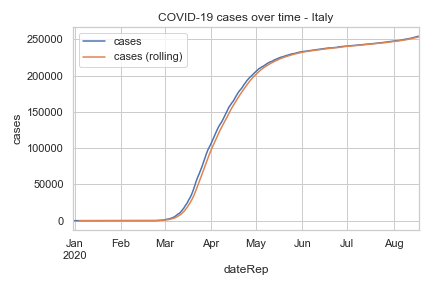 COVID-19 cases over time - Italy
cases
cases (rolling)
250000
200000
150000
100000
50000
0
cases
Jan Feb Mar Apr May Jun Jul Aug
2020
dateRep